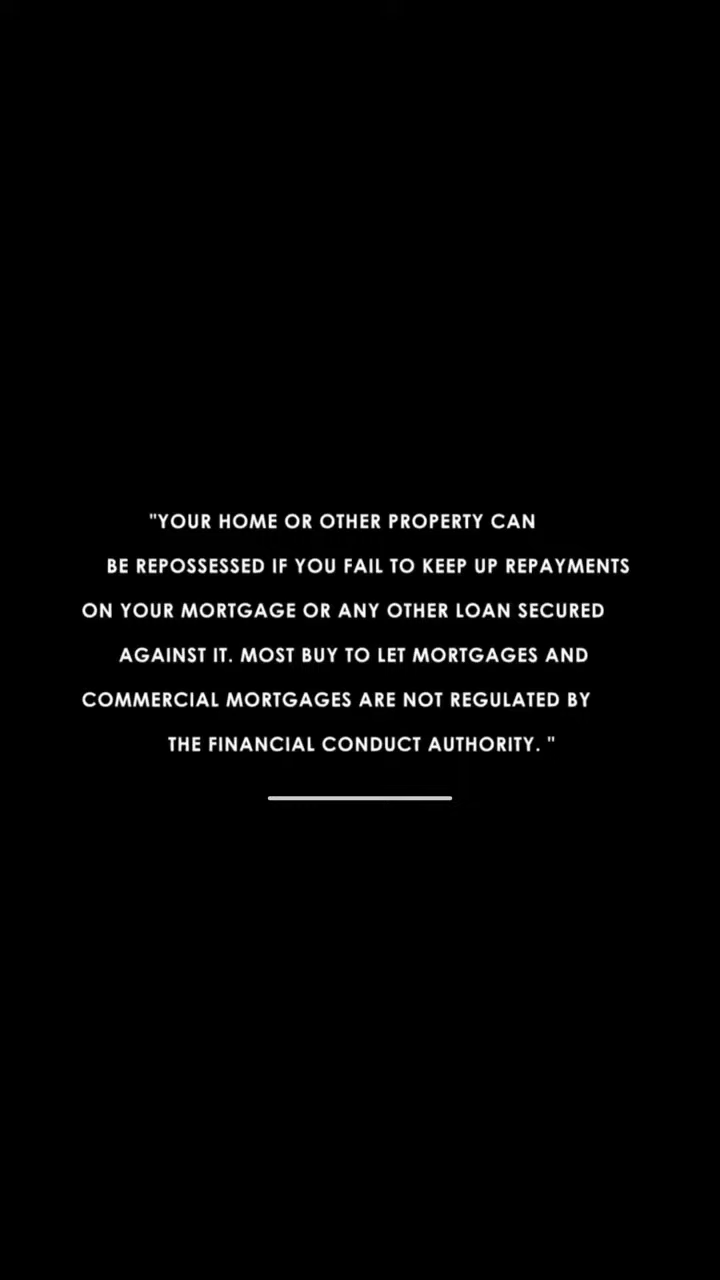 "YOUR HOME OR OTHER PROPERTY CAN
BE REPOSSESSED IF YOU FAIL TO KEEP UP REPAYMENTS
ON YOUR MORTGAGE OR ANY OTHER LOAN SECURED
AGAINST IT. MOST BUY TO LET MORTGAGES AND
COMMERCIAL MORTGAGES ARE NOT REGULATED BY
THE FINANCIAL CONDUCT AUTHORITY. "